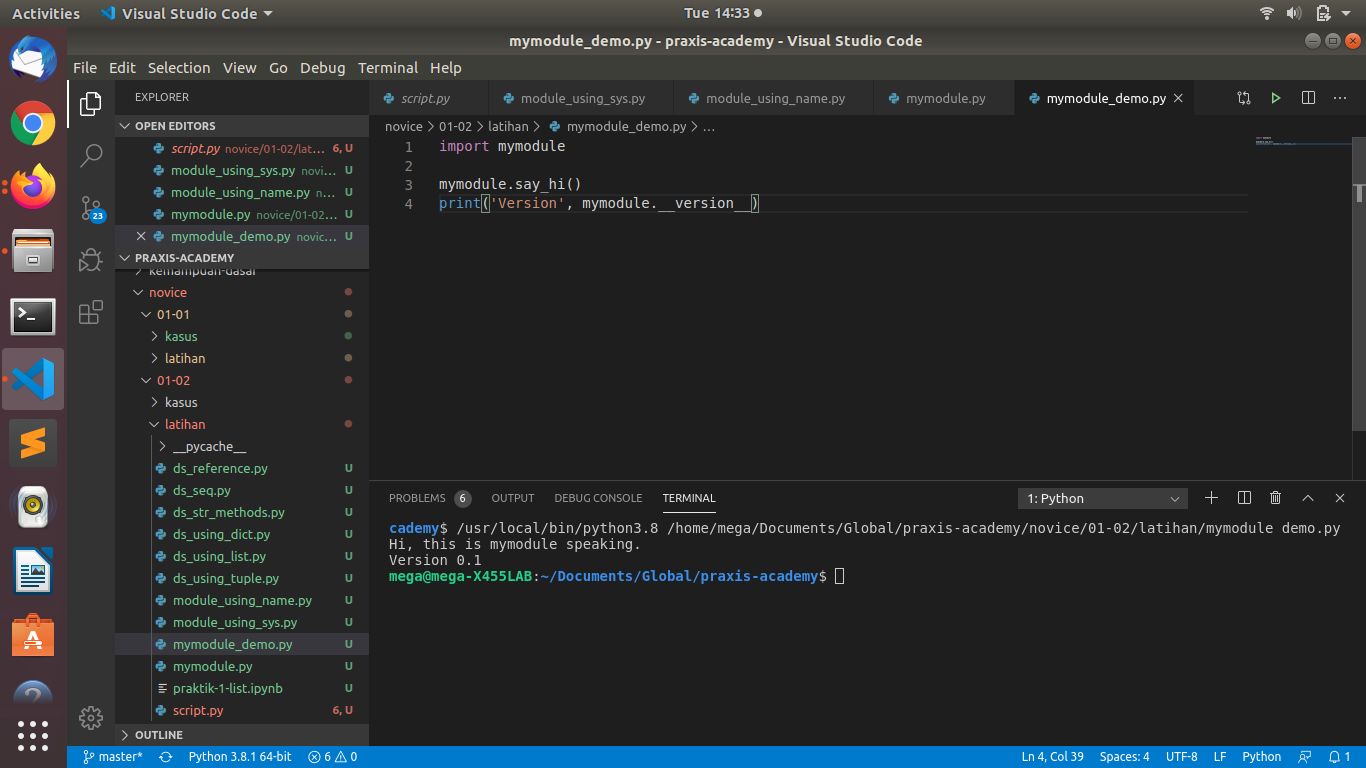 Activities Visual Studio Code Tue 14:33
mymodule_demo.py - praxis-academy - Visual Studio Code
File Edit Selection View Go Debug Terminal Help
EXPLORER
OPEN EDITORS
script.py novice/01-02/lat... 6, U
module_using_sys.py novi... U
module_using_name.py n... U
mymodule.py novice/01-02... U
mymodule_demo.py novic... U
PRAXIS-ACADEMY
kemampuan-dasar
novice
01-01
kasus
latihan
01-02
kasus
latihan
__pycache__
ds_reference.py U
ds_seq.py U
ds_str_methods.py U
ds_using_dict.py U
ds_using_list.py U
ds_using_tuple.py U
module_using_name.py U
module_using_sys.py U
mymodule_demo.py U
mymodule.py U
praktik-1-list.ipynb U
script.py 6, U
OUTLINE
23
script.py module_using_sys.py module_using_name.py mymodule.py mymodule_demo.py
novice > 01-02 > latihan > mymodule_demo.py > ...
1 import mymodule
2
3 mymodule.say_hi()
4 print('Version', mymodule.__version__)
PROBLEMS 6 OUTPUT DEBUG CONSOLE TERMINAL 1: Python
cademy$ /usr/local/bin/python3.8 /home/mega/Documents/Global/praxis-academy/novice/01-02/latihan/mymodule demo.py
Hi, this is mymodule speaking.
Version 0.1
mega@mega-X455LAB:~/Documents/Global/praxis-academy$
master* Python 3.8.1 64-bit 6 0 Ln 4, Col 39 Spaces: 4 UTF-8 LF Python 1